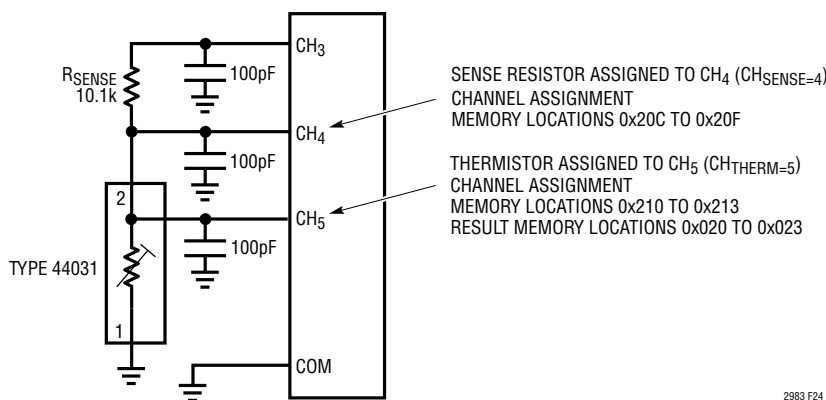 CH3
RSENSE
10.1k
100pF
SENSE RESISTOR ASSIGNED TO CH4 (CHSENSE=4)
CHANNEL ASSIGNMENT
MEMORY LOCATIONS 0x20C TO 0x20F
CH4
100pF
THERMISTOR ASSIGNED TO CH5 (CHTHERM=5)
CHANNEL ASSIGNMENT
MEMORY LOCATIONS 0x210 TO 0x213
RESULT MEMORY LOCATIONS 0x020 TO 0x023
2
CH5
100pF
TYPE 44031
1
COM
2983 F24